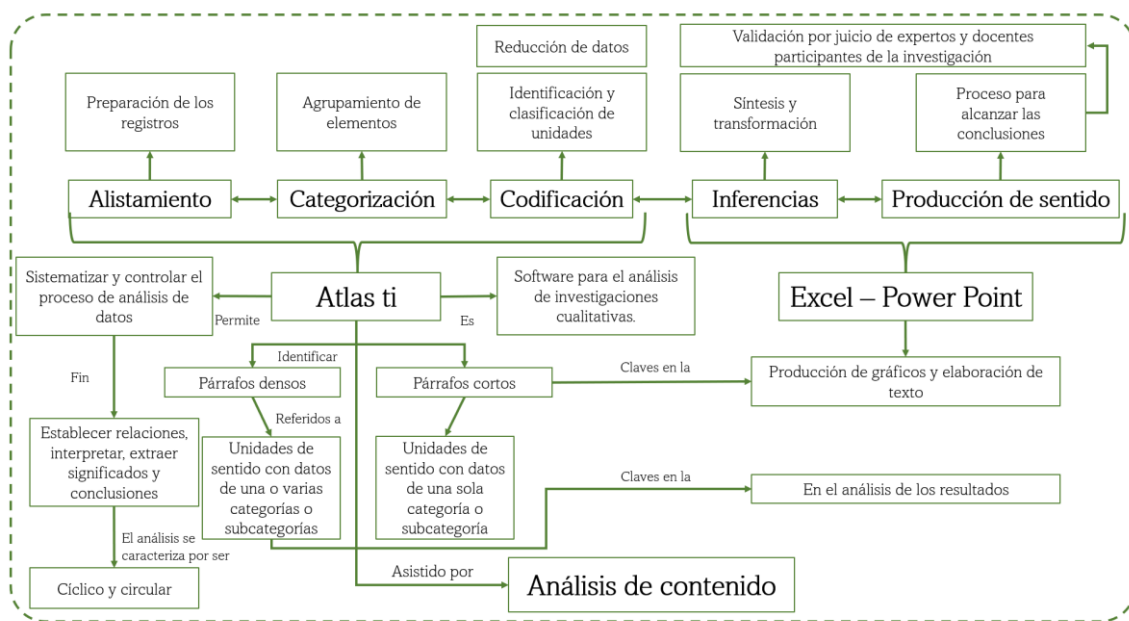 Reducción de datos
Validación por juicio de expertos y docentes
participantes de la investigación
Preparación de los
registros
Agrupamiento de
elementos
Identificación y
clasificación de
unidades
Síntesis y
transformación
Proceso para
alcanzar las
conclusiones
Alistamiento
Categorización
Codificación
Inferencias
Producción de sentido
Sistematizar y controlar el
proceso de análisis de
datos
Permite
Atlas ti
Es
Software para el análisis
de investigaciones
cualitativas.
Excel – Power Point
Identificar
Fin
Párrafos densos
Párrafos cortos
Claves en la
Producción de gráficos y elaboración de
texto
Referidos a
Establecer relaciones,
interpretar, extraer
significados y
conclusiones
Unidades de
sentido con datos
de una o varias
categorías o
subcategorías
Unidades de
sentido con datos
de una sola
categoría o
subcategoría
Claves en la
En el análisis de los resultados
El análisis se
caracteriza por ser
Cíclico y circular
Asistido por
Análisis de contenido